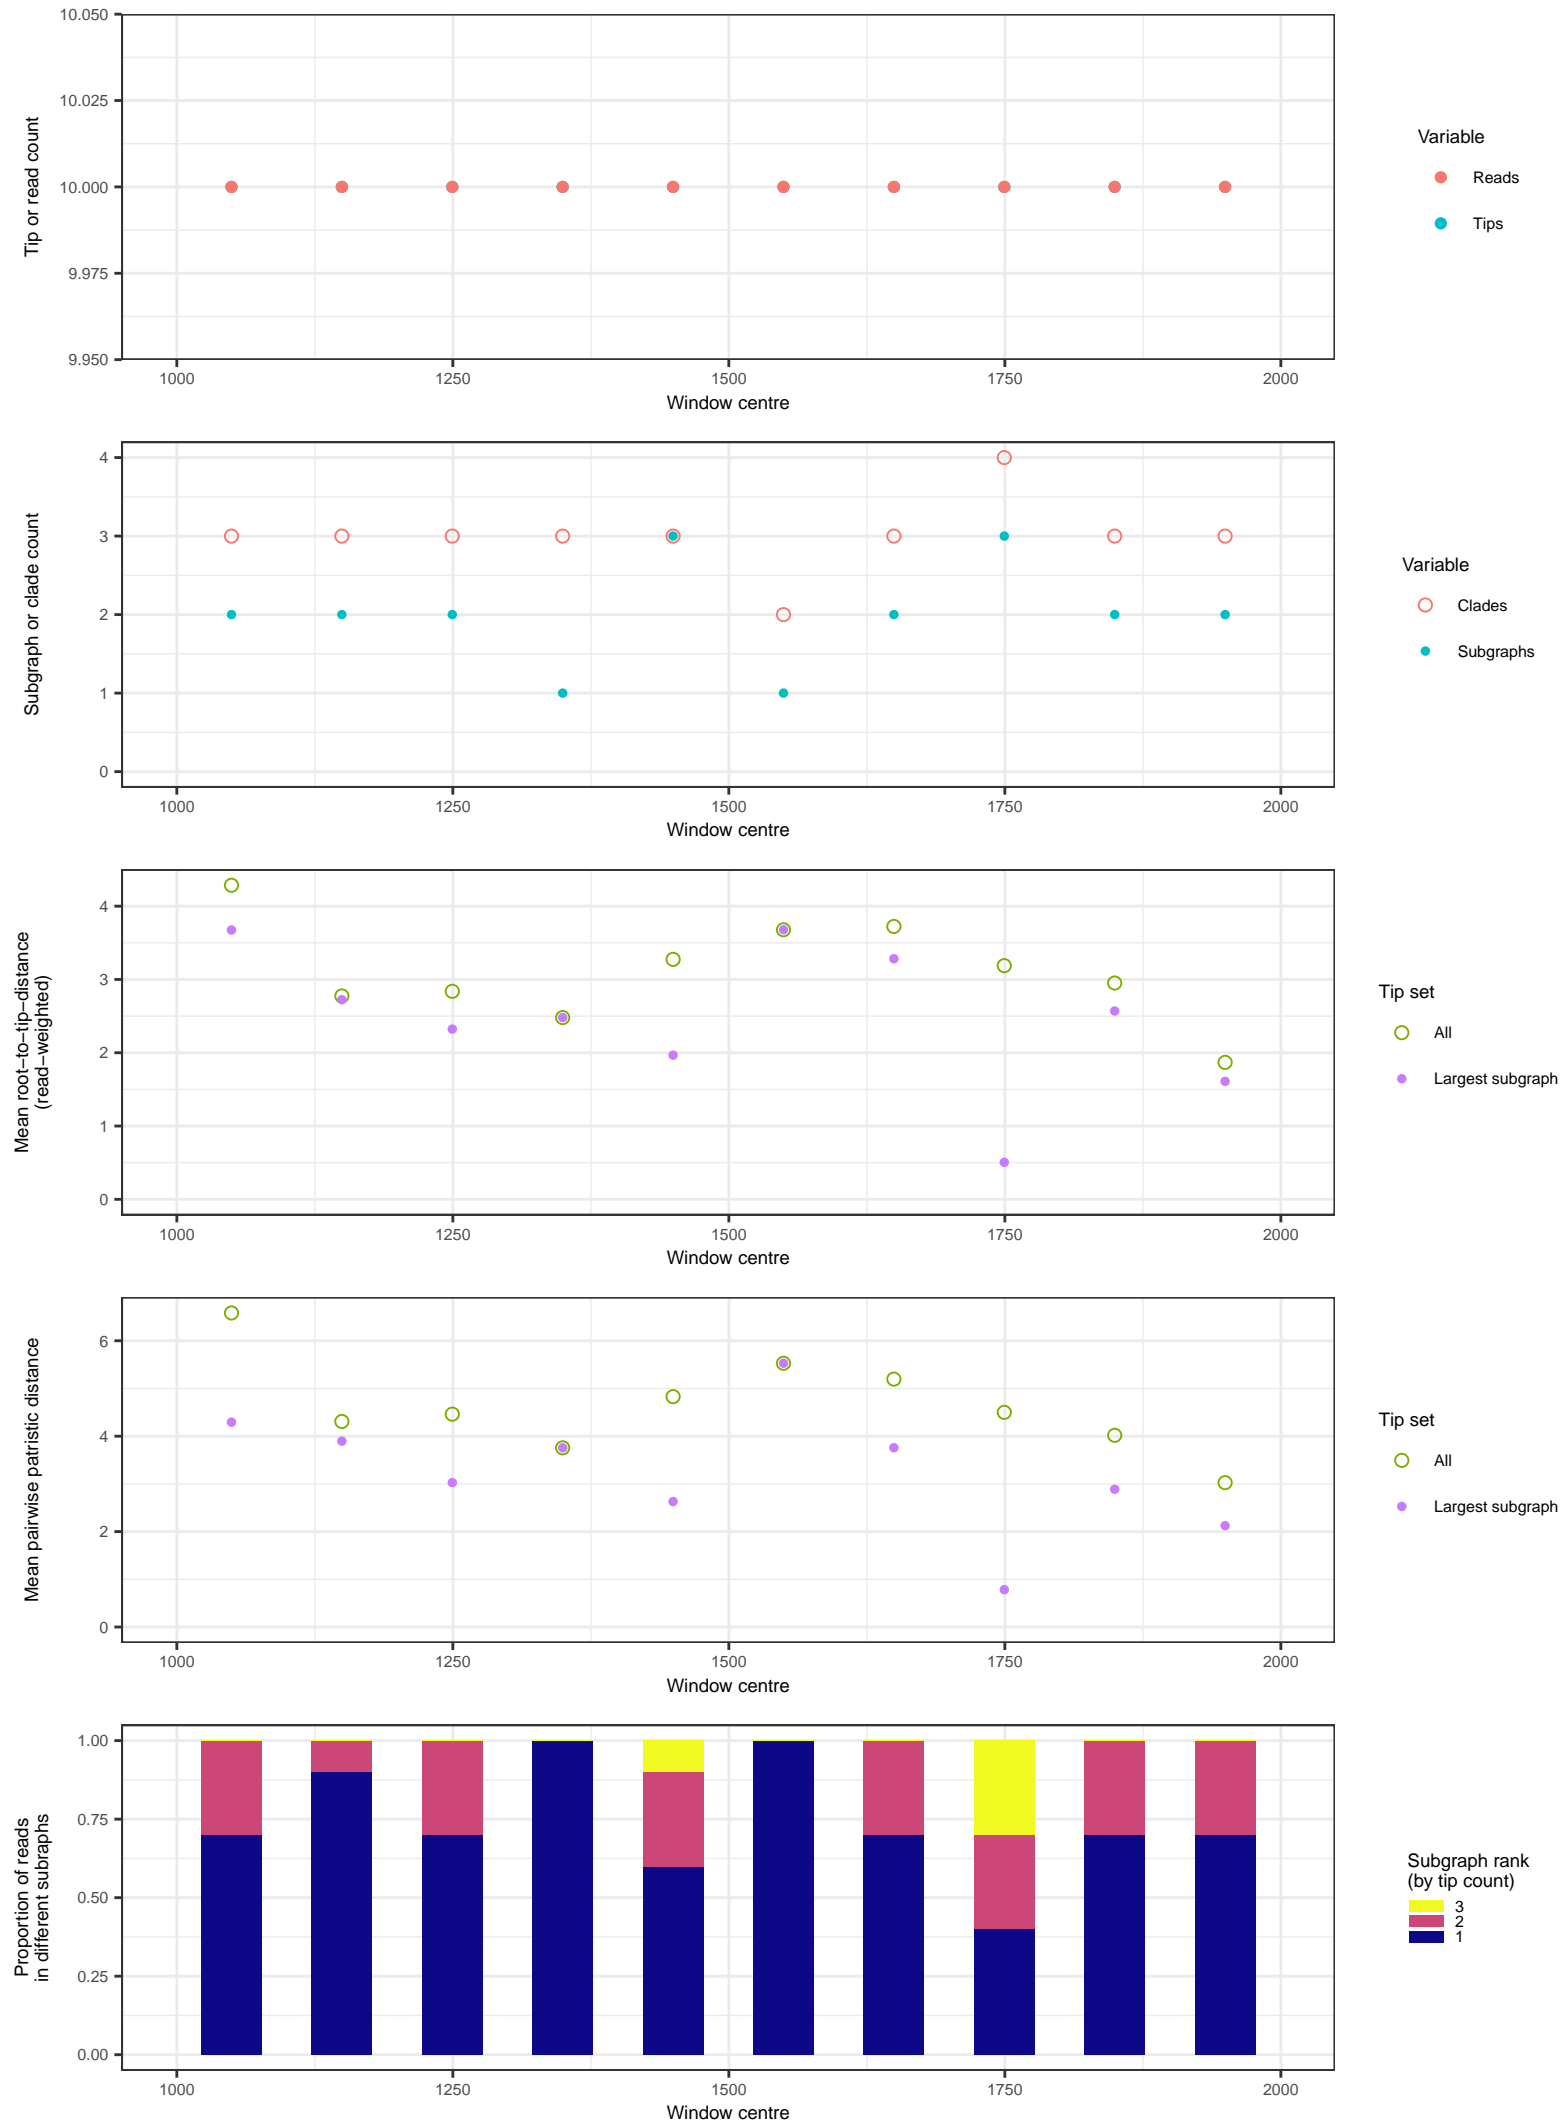 10.050
10.025
10.000
9.975
9.950
Tip or read count
1000 1250 1500 1750 2000
Window centre
Variable
Reads
Tips
4
3
2
1
0
Subgraph or clade count
1000 1250 1500 1750 2000
Window centre
Variable
Clades
Subgraphs
4
3
2
1
0
Mean root−to−tip−distance
(read−weighted)
1000 1250 1500 1750 2000
Window centre
Tip set
All
Largest subgraph
6
4
2
0
Mean pairwise patristic distance
1000 1250 1500 1750 2000
Window centre
Tip set
All
Largest subgraph
1.00
0.75
0.50
0.25
0.00
Proportion of reads
in different subraphs
1000 1250 1500 1750 2000
Window centre
Subgraph rank
(by tip count)
3
2
1